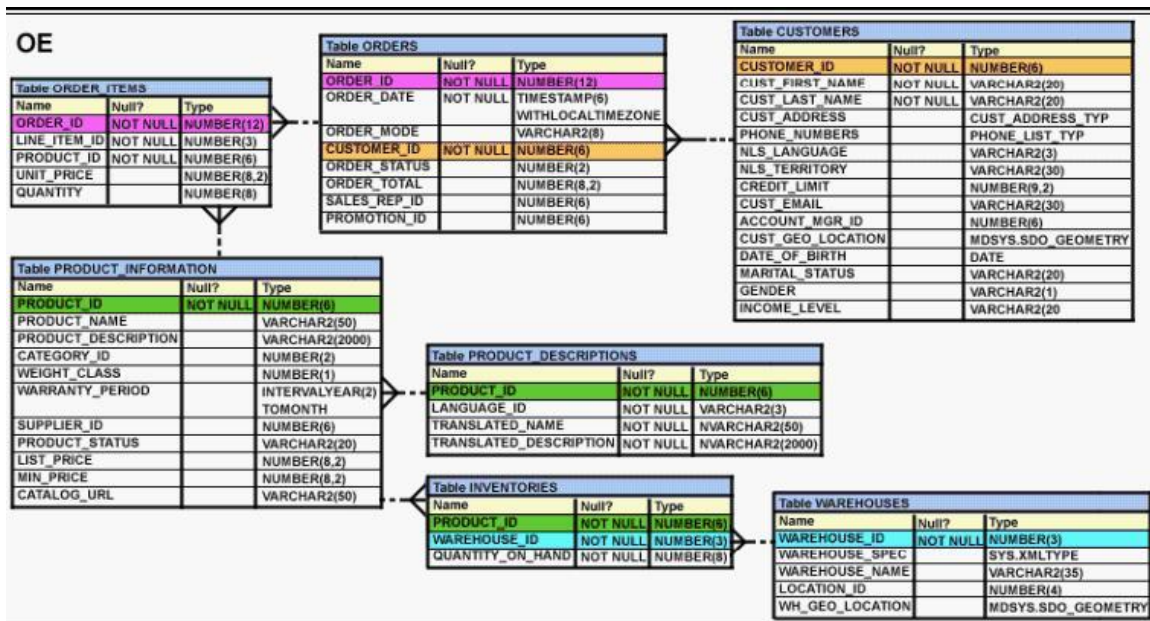 OE
Table ORDER_ITEMS
Name Null? Type
ORDER_ID NOT NULL NUMBER(12)
LINE_ITEM_ID NOT NULL NUMBER(3)
PRODUCT_ID NOT NULL NUMBER(6)
UNIT_PRICE NUMBER(8,2)
QUANTITY NUMBER(8)
Table ORDERS
Name Null? Type
ORDER_ID NOT NULL NUMBER(12)
ORDER_DATE NOT NULL TIMESTAMP(6)
WITHLOCALTIMEZONE
ORDER_MODE VARCHAR2(8)
CUSTOMER_ID NOT NULL NUMBER(6)
ORDER_STATUS NUMBER(2)
ORDER_TOTAL NUMBER(8,2)
SALES_REP_ID NUMBER(6)
PROMOTION_ID NUMBER(6)
Table CUSTOMERS
Name Null? Type
CUSTOMER_ID NOT NULL NUMBER(6)
CUST_FIRST_NAME NOT NULL VARCHAR2(20)
CUST_LAST_NAME NOT NULL VARCHAR2(20)
CUST_ADDRESS CUST_ADDRESS_TYP
PHONE_NUMBERS PHONE_LIST_TYP
NLS_LANGUAGE VARCHAR2(3)
NLS_TERRITORY VARCHAR2(30)
CREDIT_LIMIT NUMBER(9,2)
CUST_EMAIL VARCHAR2(30)
ACCOUNT_MGR_ID NUMBER(6)
CUST_GEO_LOCATION MDSYS.SDO_GEOMETRY
DATE_OF_BIRTH DATE
MARITAL_STATUS VARCHAR2(20)
GENDER VARCHAR2(1)
INCOME_LEVEL VARCHAR2(20
Table PRODUCT_INFORMATION
Name Null? Type
PRODUCT_ID NOT NULL NUMBER(6)
PRODUCT_NAME VARCHAR2(50)
PRODUCT_DESCRIPTION VARCHAR2(2000)
CATEGORY_ID NUMBER(2)
WEIGHT_CLASS NUMBER(1)
WARRANTY_PERIOD INTERVALYEAR(2)
TOMONTH
SUPPLIER_ID NUMBER(6)
PRODUCT_STATUS VARCHAR2(20)
LIST_PRICE NUMBER(8,2)
MIN_PRICE NUMBER(8,2)
CATALOG_URL VARCHAR2(50)
Table PRODUCT_DESCRIPTIONS
Name Null? Type
PRODUCT_ID NOT NULL NUMBER(6)
LANGUAGE_ID NOT NULL VARCHAR2(3)
TRANSLATED_NAME NOT NULL NVARCHAR2(50)
TRANSLATED_DESCRIPTION NOT NULL NVARCHAR2(2000)
Table INVENTORIES
Name Null? Type
PRODUCT_ID NOT NULL NUMBER(6)
WAREHOUSE_ID NOT NULL NUMBER(3)
QUANTITY_ON_HAND NOT NULL NUMBER(8)
Table WAREHOUSES
Name Null? Type
WAREHOUSE_ID NOT NULL NUMBER(3)
WAREHOUSE_SPEC SYS.XMLTYPE
WAREHOUSE_NAME VARCHAR2(35)
LOCATION_ID NUMBER(4)
WH_GEO_LOCATION MDSYS.SDO_GEOMETRY